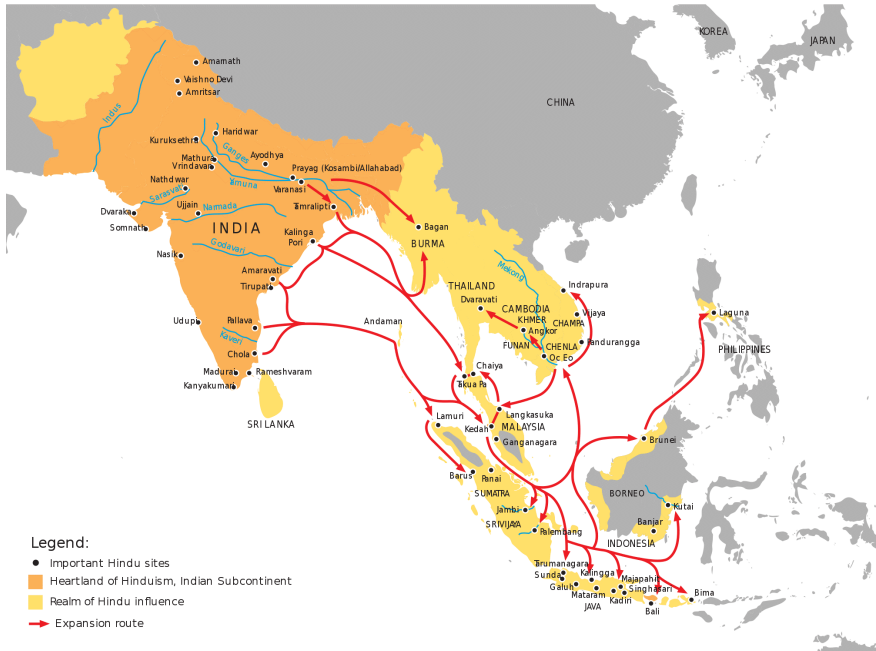 KOREA
JAPAN
CHINA
Amarnath
Vaishno Devi
Amritsar
Indus
Haridwar
Kuruksethra
Ganges
Mathura
Vrindavan
Ayodhya
Prayag (Kosambi/Allahabad)
Nathdwar
Yamuna
Varanasi
Sarasvati
Tamralipti
Ujjain
Narmada
Dvaraka
Somnath
INDIA
Kalinga
Pori
Bagan
BURMA
Godavari
Nasik
Mekong
Amaravati
Tirupati
THAILAND
Dvaravati
Indrapura
CAMBODIA
KHMER
Angkor
Vijaya
CHAMPA
Laguna
Udupi
Pallava
Andaman
Kaveri
FUNAN
CHENLA
Pandurangga
PHILIPPINES
Chola
Oc Eo
Madurai
Rameshvaram
Chaiya
Kanyakumari
Takua Pa
SRI LANKA
Lamuri
Langkasuka
Kedah
MALAYSIA
Ganganagara
Brunei
Barus
Panai
SUMATRA
BORNEO
Jambi
Kutai
SRIVIJAYA
Palembang
Banjar
INDONESIA
Tarumanagara
Sunda
Kalingga
Majapahit
Galuh
Singhasari
Mataram
Kadiri
Bima
JAVA
Bali
Legend:
Important Hindu sites
Heartland of Hinduism, Indian Subcontinent
Realm of Hindu influence
Expansion route